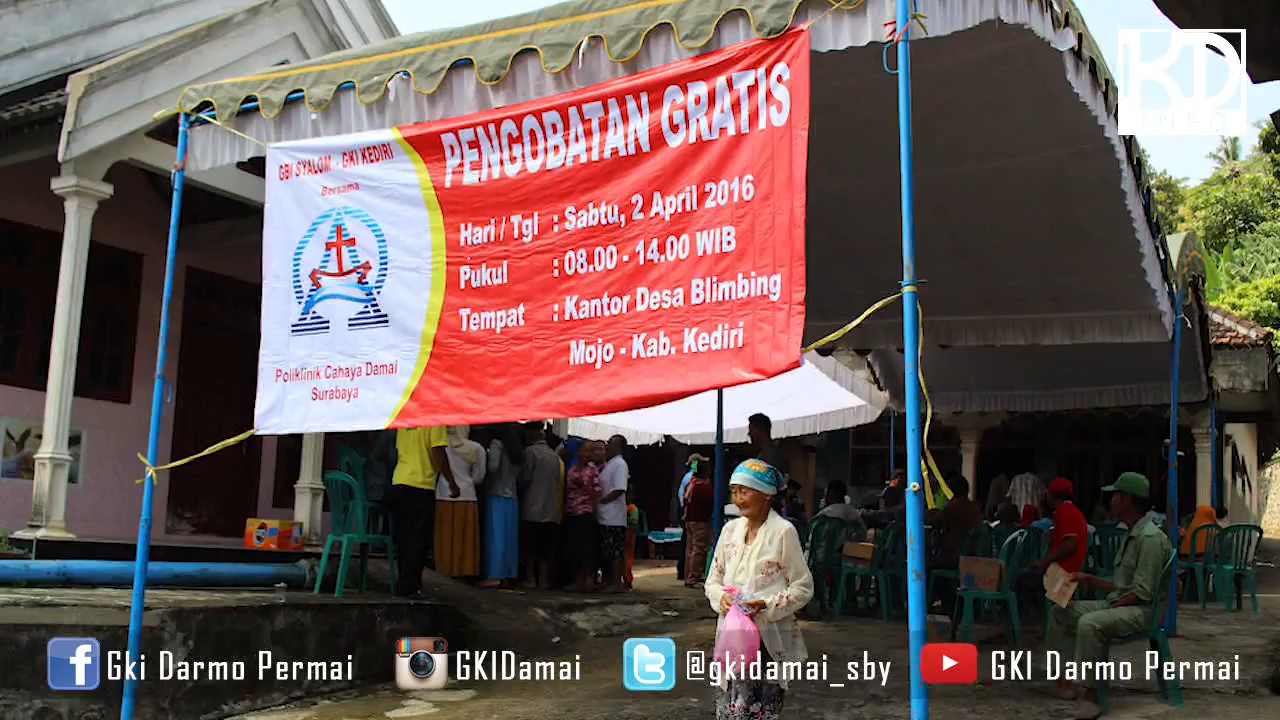 KD
INFO
GBI SYALOM - GKI KEDIRI
Bersama
Poliklinik Cahaya Damai
Surabaya
PENGOBATAN GRATIS
Hari / Tgl : Sabtu, 2 April 2016
Pukul : 08.00 - 14.00 WIB
Tempat : Kantor Desa Blimbing
Mojo - Kab. Kediri
Gki Darmo Permai
GKIDamai
@gkidamai_sby
GKI Darmo Permai